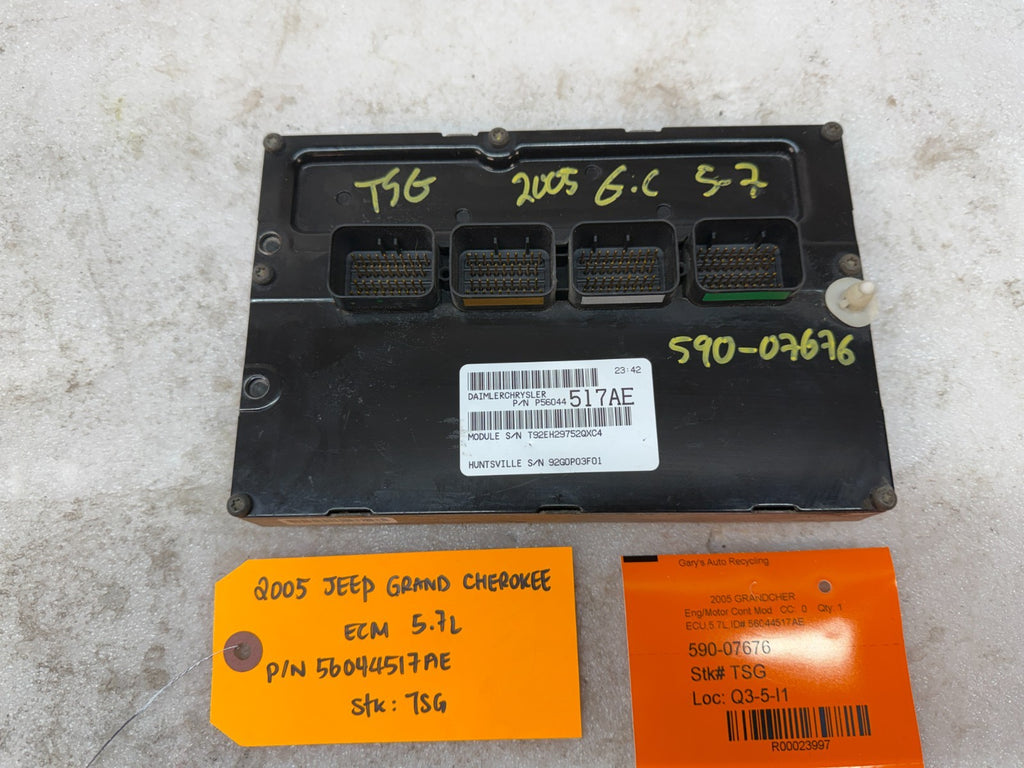 TSG 2005 G.C 5-7
590-07676
23:42
DAIMLERCHRYSLER
P/N P56044 517AE
MODULE S/N T92EH29752QXC4
HUNTSVILLE S/N 92G0P03F01
2005 JEEP GRAND CHEROKEE
ECM 5.7L
P/N 56044517AE
Stk: TSG
Gary's Auto Recycling
2005 GRANDCHER
Eng/Motor Cont Mod CC: 0 Qty: 1
ECU,5.7L,ID# 56044517AE
590-07676
Stk# TSG
Loc: Q3-5-I1
R00023997